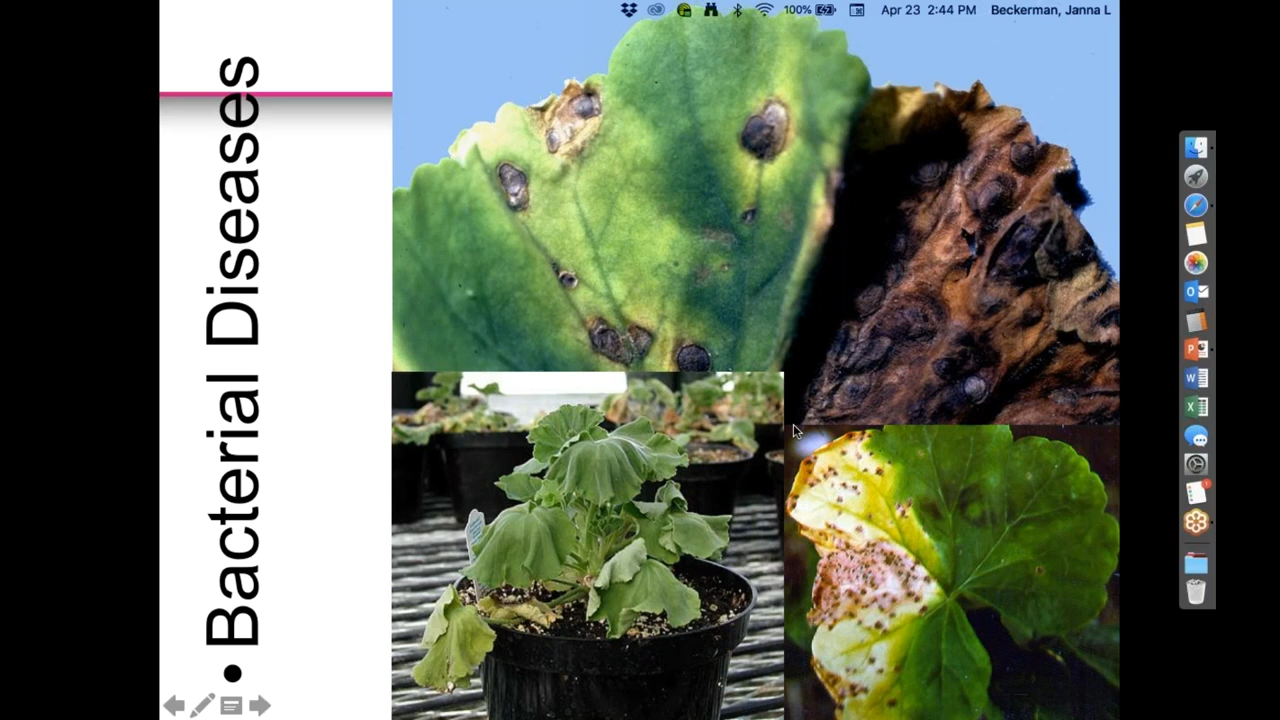 100%
Apr 23 2:44 PM
Beckerman, Janna L
• Bacterial Diseases